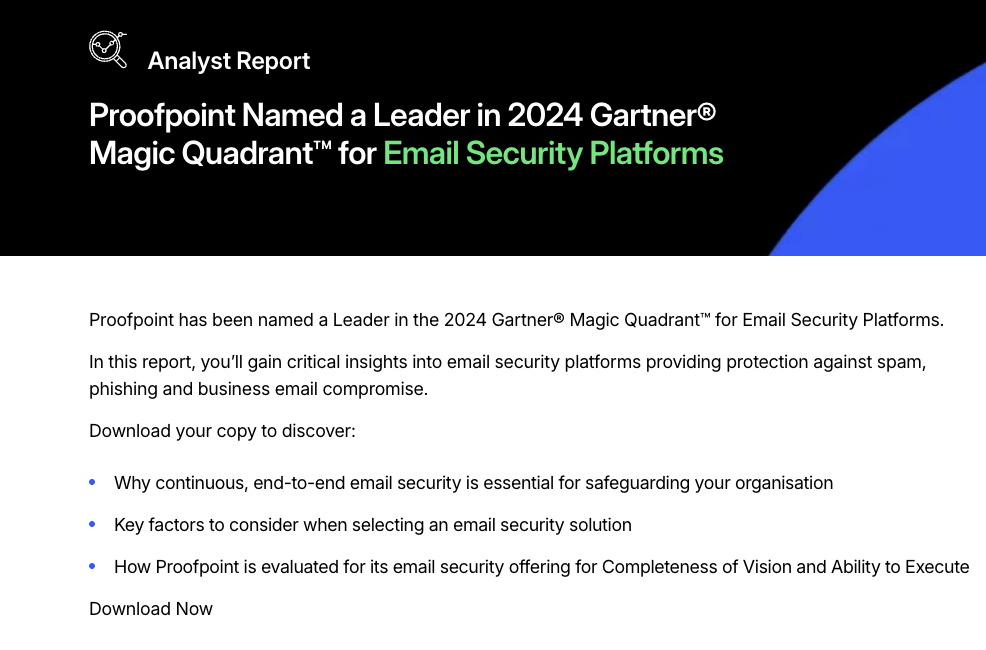 Analyst Report
Proofpoint Named a Leader in 2024 Gartner®
Magic Quadrant™ for Email Security Platforms
Proofpoint has been named a Leader in the 2024 Gartner® Magic Quadrant™ for Email Security Platforms.
In this report, you’ll gain critical insights into email security platforms providing protection against spam,
phishing and business email compromise.
Download your copy to discover:
Why continuous, end-to-end email security is essential for safeguarding your organisation
Key factors to consider when selecting an email security solution
How Proofpoint is evaluated for its email security offering for Completeness of Vision and Ability to Execute
Download Now